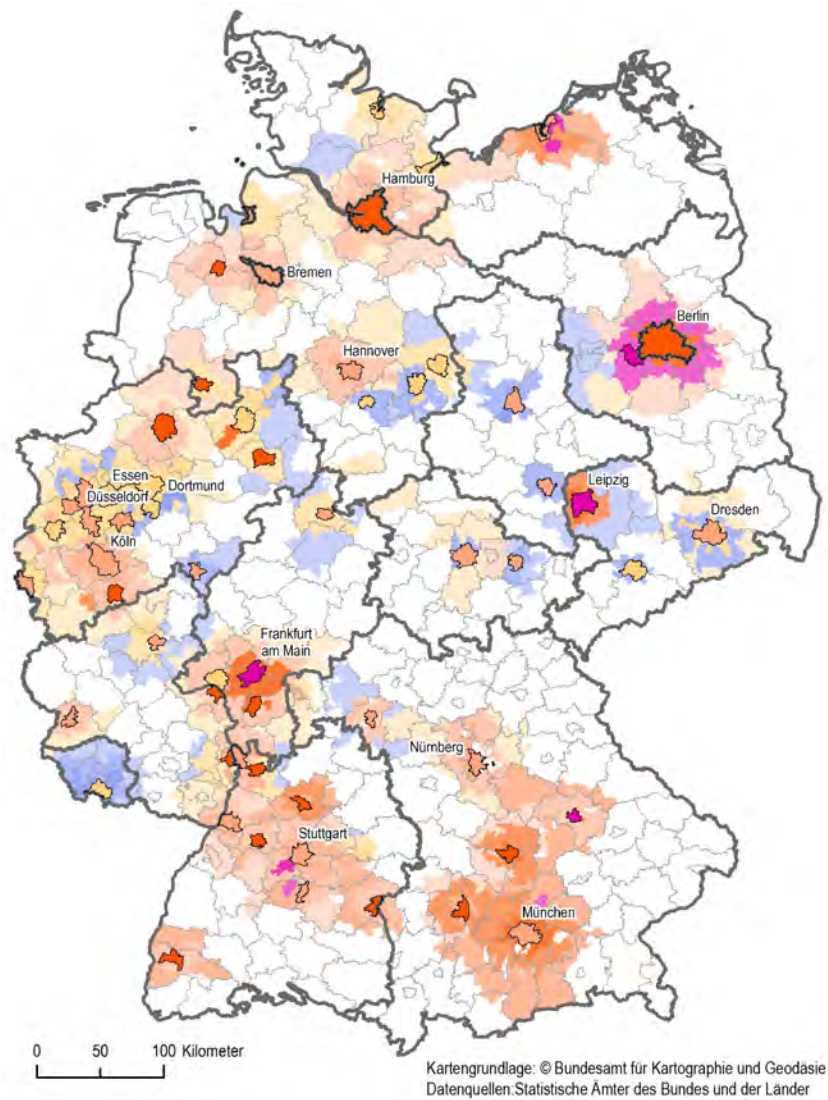 Hamburg
Bremen
Berlin
Hannover
Essen
Dortmund
Düsseldorf
Leipzig
Dresden
Köln
Frankfurt
am Main
Nürnberg
Stuttgart
München
0 50 100 Kilometer
Kartengrundlage: © Bundesamt für Kartographie und Geodäsie
Datenquellen:Statistische Ämter des Bundes und der Länder